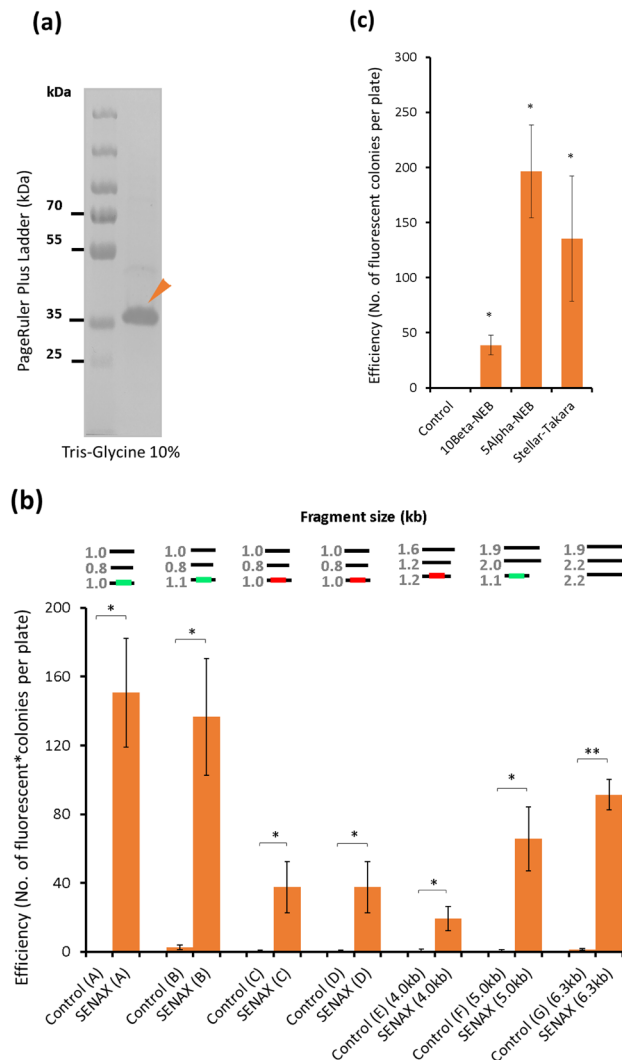 (a)
kDa
70
55
35
25
PageRuler Plus Ladder (kDa)
Tris-Glycine 10%
(c)
300
250
200
150
100
50
0
Efficiency (No. of fluorescent colonies per plate)
*
*
*
Control
10Beta-NEB
5Alpha-NEB
Stellar-Takara
(b)
Fragment size (kb)
1.0 1.0 1.0 1.0 1.6 1.9 1.9
0.8 0.8 0.8 0.8 1.2 2.0 2.2
1.0 1.1 1.0 1.0 1.2 1.1 2.2
200
160
120
80
40
0
Efficiency (No. of fluorescent*colonies per plate)
*
*
*
*
*
*
**
Control (A)
SENAX (A)
Control (B)
SENAX (B)
Control (C)
SENAX (C)
Control (D)
SENAX (D)
Control (E) (4.0kb)
SENAX (4.0kb)
Control (F) (5.0kb)
SENAX (5.0kb)
Control (G) (6.3kb)
SENAX (6.3kb)